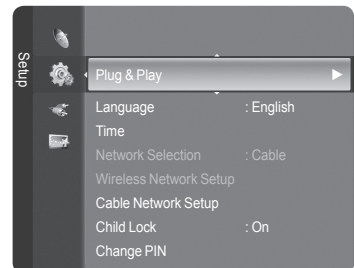 Setup
Plug & Play
Language : English
Time
Network Selection : Cable
Wireless Network Setup
Cable Network Setup
Child Lock : On
Change PIN